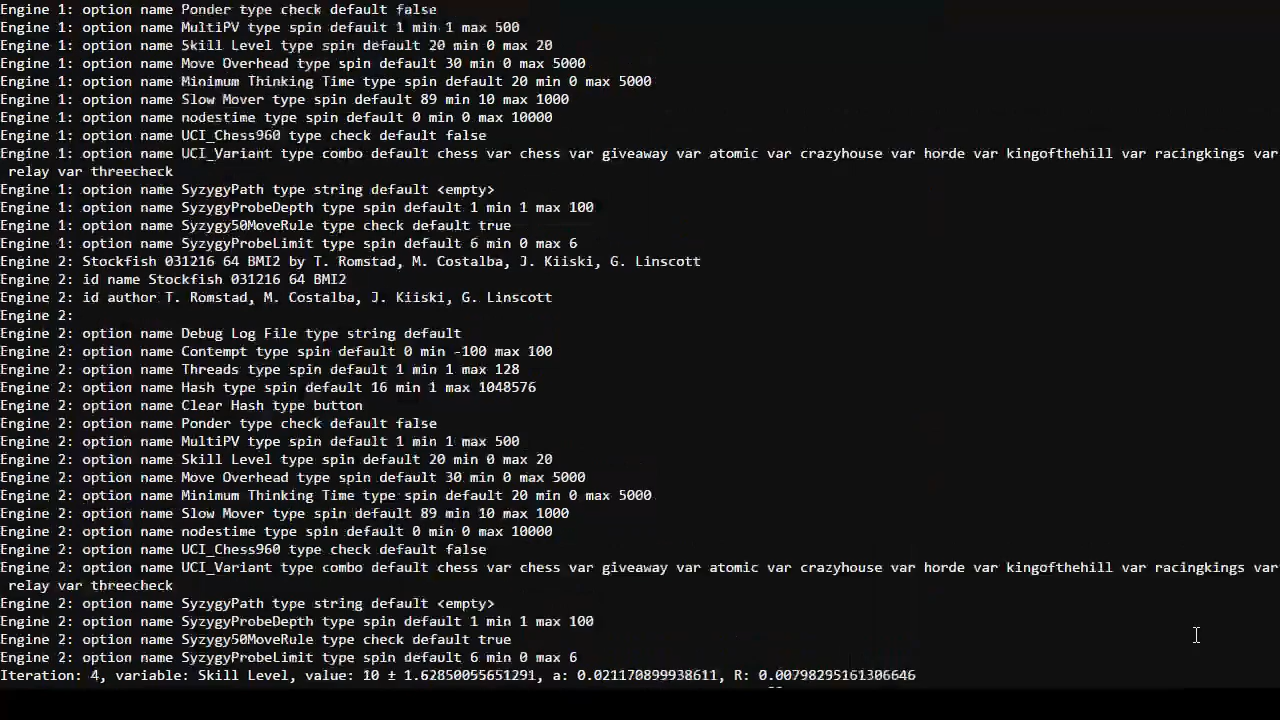 Engine 1: option name Ponder type check default false
Engine 1: option name MultiPV type spin default 1 min 1 max 500
Engine 1: option name Skill Level type spin default 20 min 0 max 20
Engine 1: option name Move Overhead type spin default 30 min 0 max 5000
Engine 1: option name Minimum Thinking Time type spin default 20 min 0 max 5000
Engine 1: option name Slow Mover type spin default 89 min 10 max 1000
Engine 1: option name nodestime type spin default 0 min 0 max 10000
Engine 1: option name UCI_Chess960 type check default false
Engine 1: option name UCI_Variant type combo default chess var chess var giveaway var atomic var crazyhouse var horde var kingofthehill var racingkings var
relay var threecheck
Engine 1: option name SyzygyPath type string default <empty>
Engine 1: option name SyzygyProbeDepth type spin default 1 min 1 max 100
Engine 1: option name Syzygy50MoveRule type check default true
Engine 1: option name SyzygyProbeLimit type spin default 6 min 0 max 6
Engine 2: Stockfish 031216 64 BMI2 by T. Romstad, M. Costalba, J. Kiiski, G. Linscott
Engine 2: id name Stockfish 031216 64 BMI2
Engine 2: id author T. Romstad, M. Costalba, J. Kiiski, G. Linscott
Engine 2:
Engine 2: option name Debug Log File type string default
Engine 2: option name Contempt type spin default 0 min -100 max 100
Engine 2: option name Threads type spin default 1 min 1 max 128
Engine 2: option name Hash type spin default 16 min 1 max 1048576
Engine 2: option name Clear Hash type button
Engine 2: option name Ponder type check default false
Engine 2: option name MultiPV type spin default 1 min 1 max 500
Engine 2: option name Skill Level type spin default 20 min 0 max 20
Engine 2: option name Move Overhead type spin default 30 min 0 max 5000
Engine 2: option name Minimum Thinking Time type spin default 20 min 0 max 5000
Engine 2: option name Slow Mover type spin default 89 min 10 max 1000
Engine 2: option name nodestime type spin default 0 min 0 max 10000
Engine 2: option name UCI_Chess960 type check default false
Engine 2: option name UCI_Variant type combo default chess var chess var giveaway var atomic var crazyhouse var horde var kingofthehill var racingkings var
relay var threecheck
Engine 2: option name SyzygyPath type string default <empty>
Engine 2: option name SyzygyProbeDepth type spin default 1 min 1 max 100
Engine 2: option name Syzygy50MoveRule type check default true
Engine 2: option name SyzygyProbeLimit type spin default 6 min 0 max 6
Iteration: 4, variable: Skill Level, value: 10 ± 1.62850055651291, a: 0.021170899938611, R: 0.00798295161306646